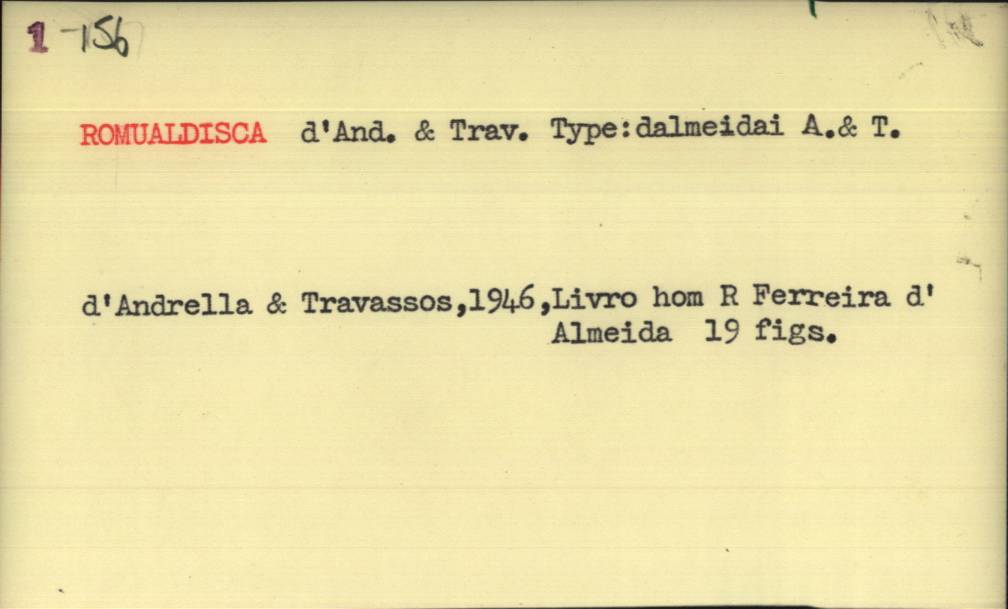 1 -156
ROMUALDISCA d'And. & Trav. Type:dalmeidai A.& T.
d'Andrella & Travassos,1946,Livro hom R Ferreira d'
Almeida 19 figs.